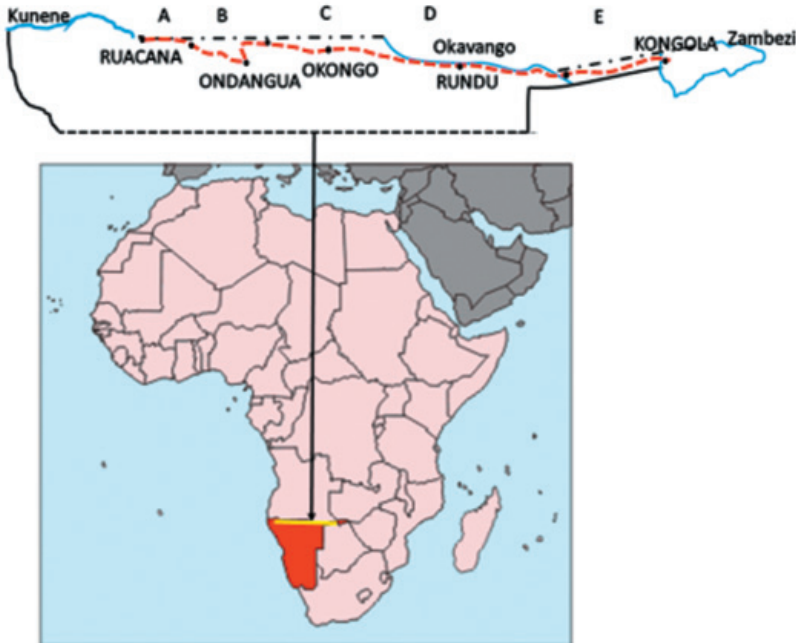 Kunene
A B C D E
Okavango
KONGOLA
Zambezi
RUACANA
ONDANGUA
OKONGO
RUNDU